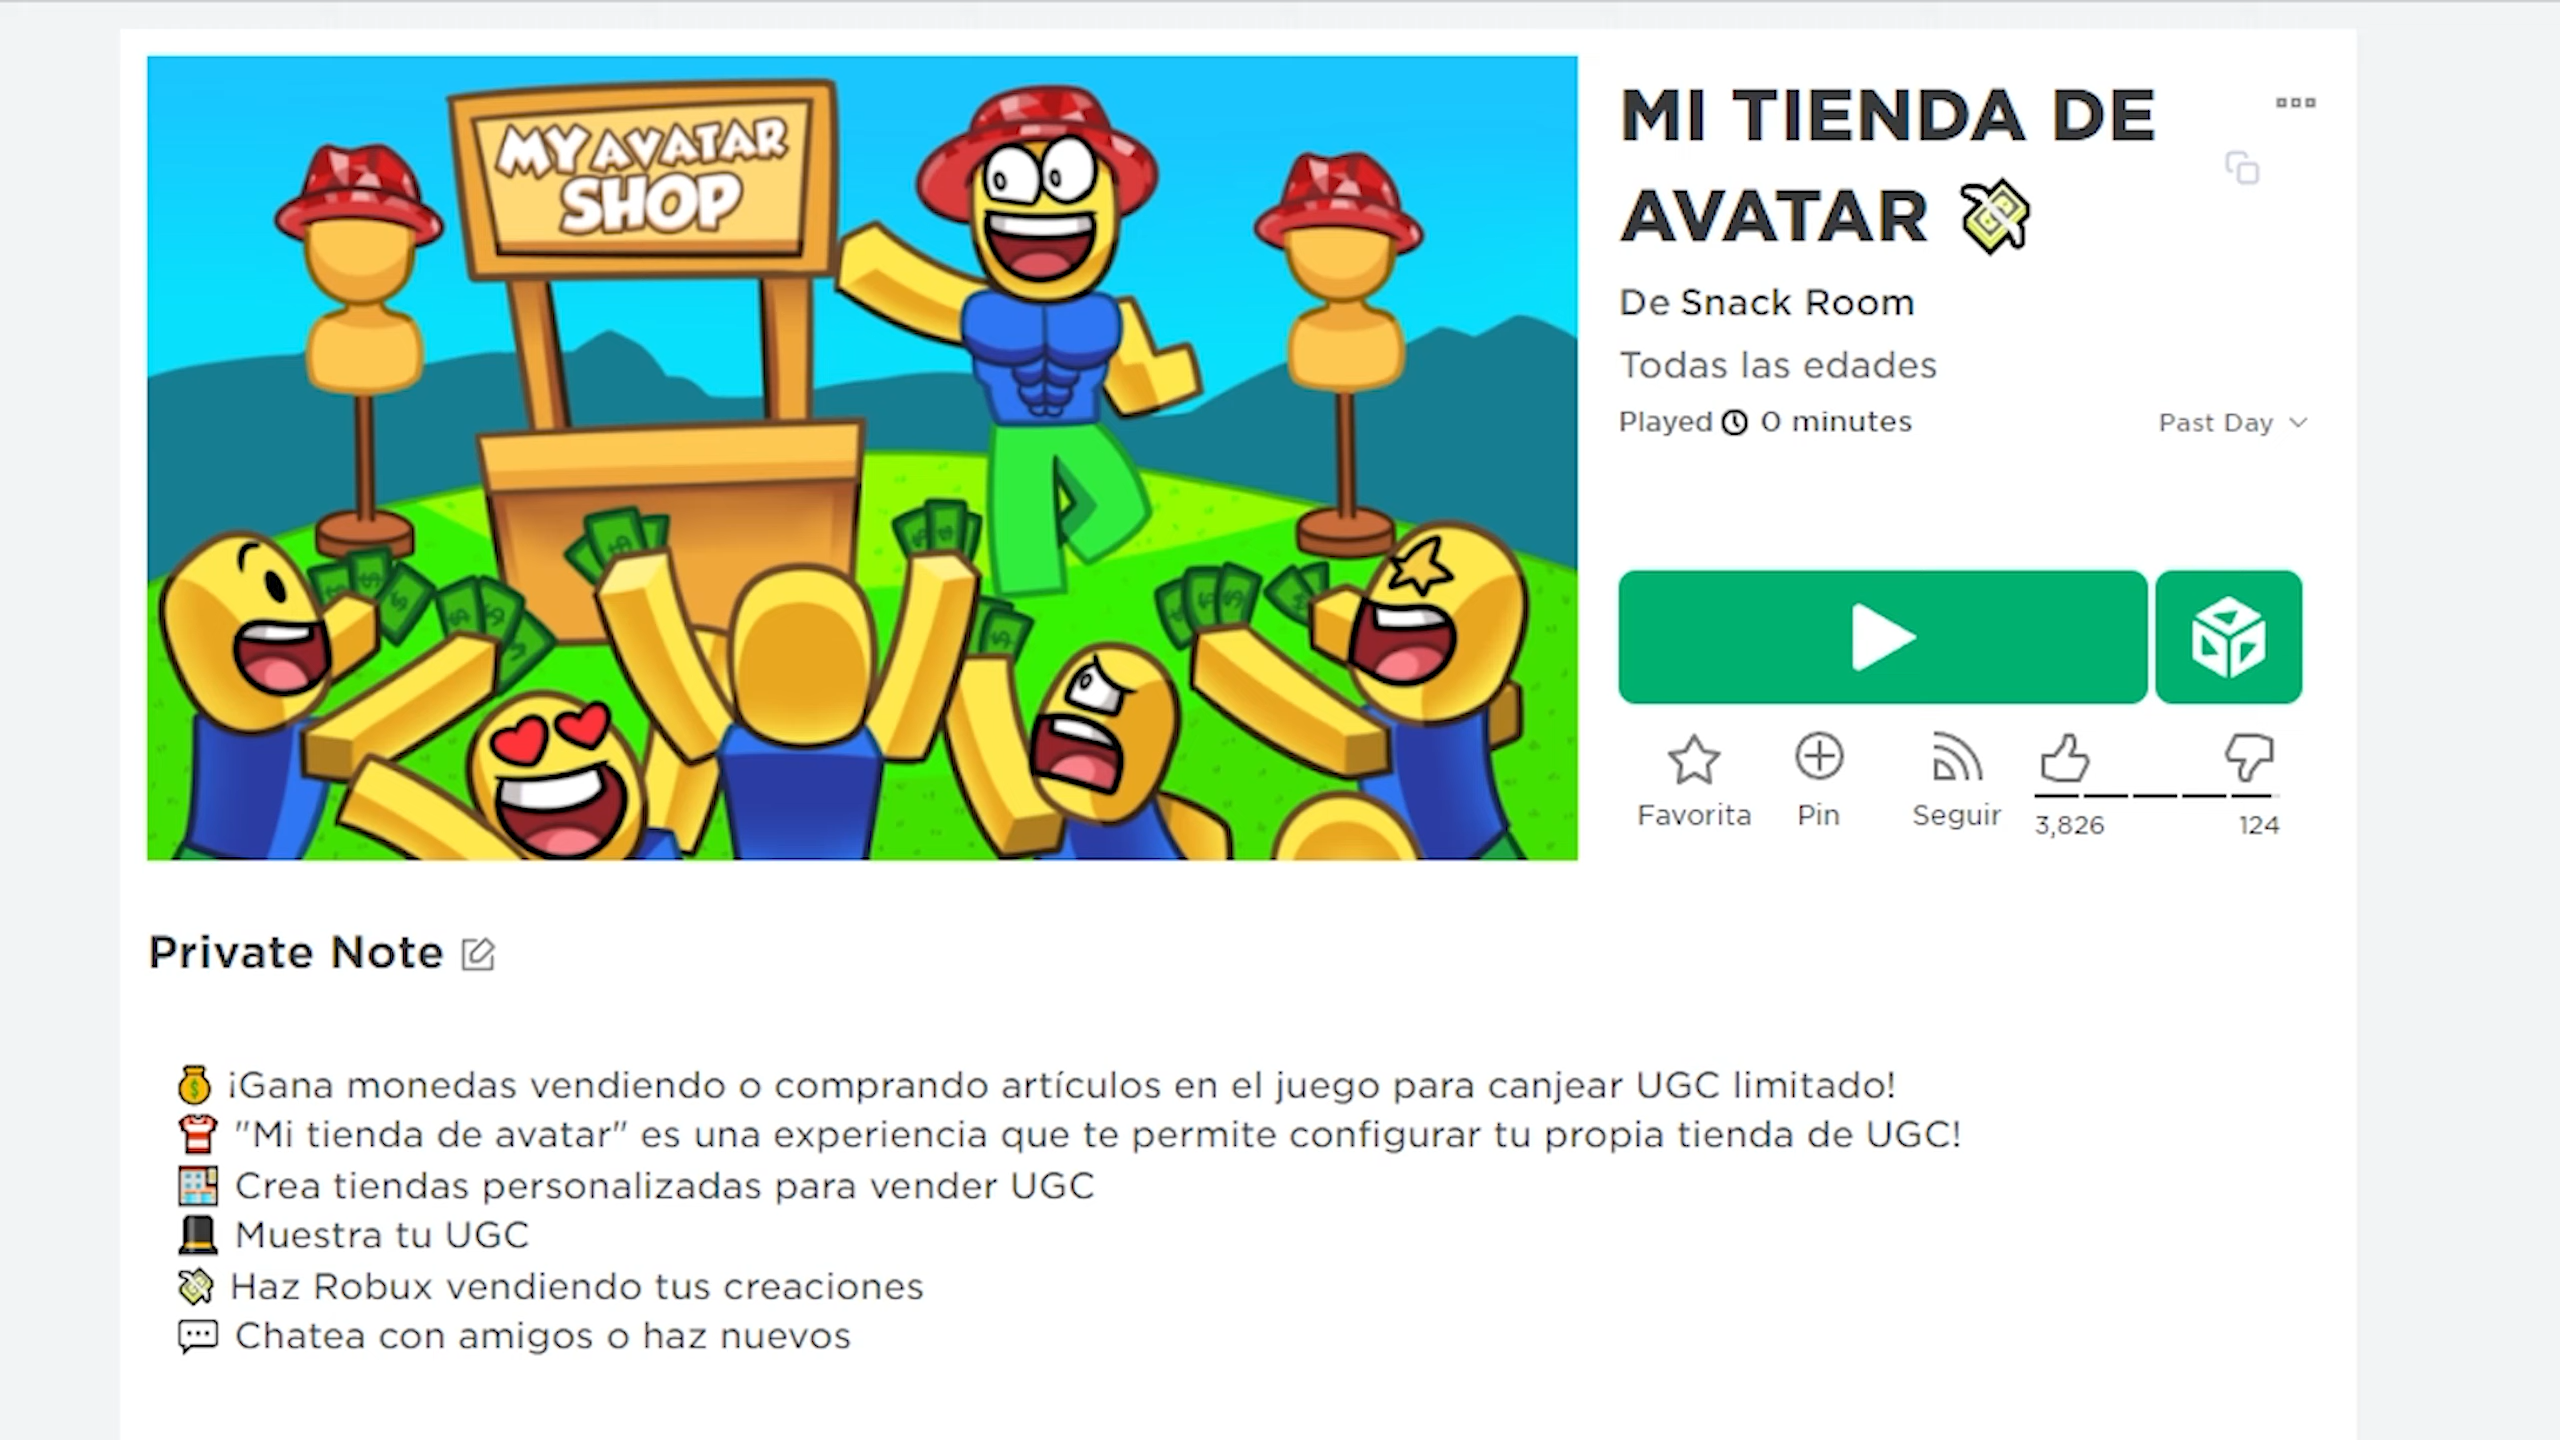 MY AVATAR
SHOP
MI TIENDA DE
AVATAR
De Snack Room
Todas las edades
Played 0 minutes
Past Day
Favorita
Pin
Seguir
3,826
124
Private Note
¡Gana monedas vendiendo o comprando artículos en el juego para canjear UGC limitado!
"Mi tienda de avatar" es una experiencia que te permite configurar tu propia tienda de UGC!
Crea tiendas personalizadas para vender UGC
Muestra tu UGC
Haz Robux vendiendo tus creaciones
Chatea con amigos o haz nuevos